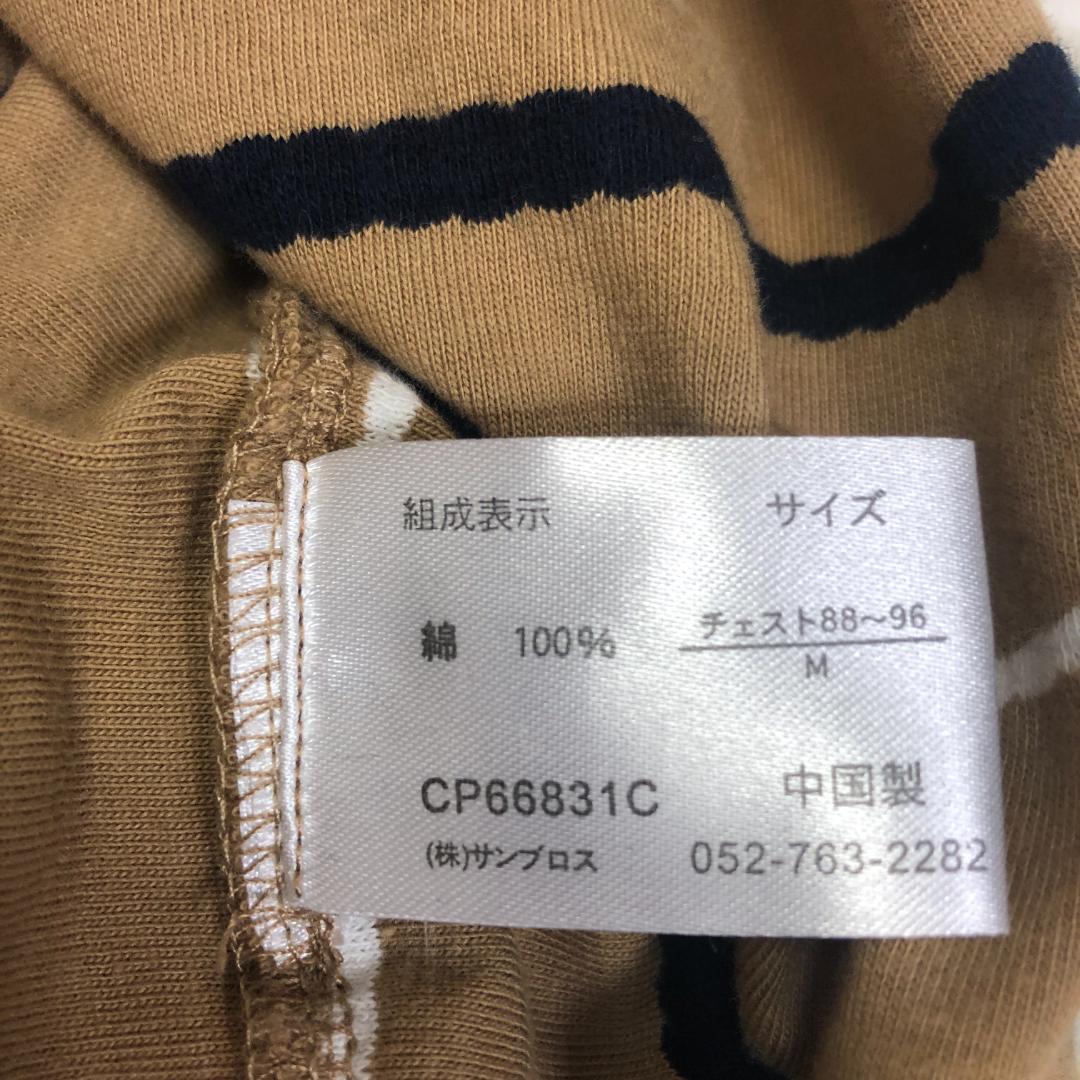 組成表示 サイズ
綿 100% チェスト88~96
M
CP66831C 中国製
(株)サンブロス 052-763-2282